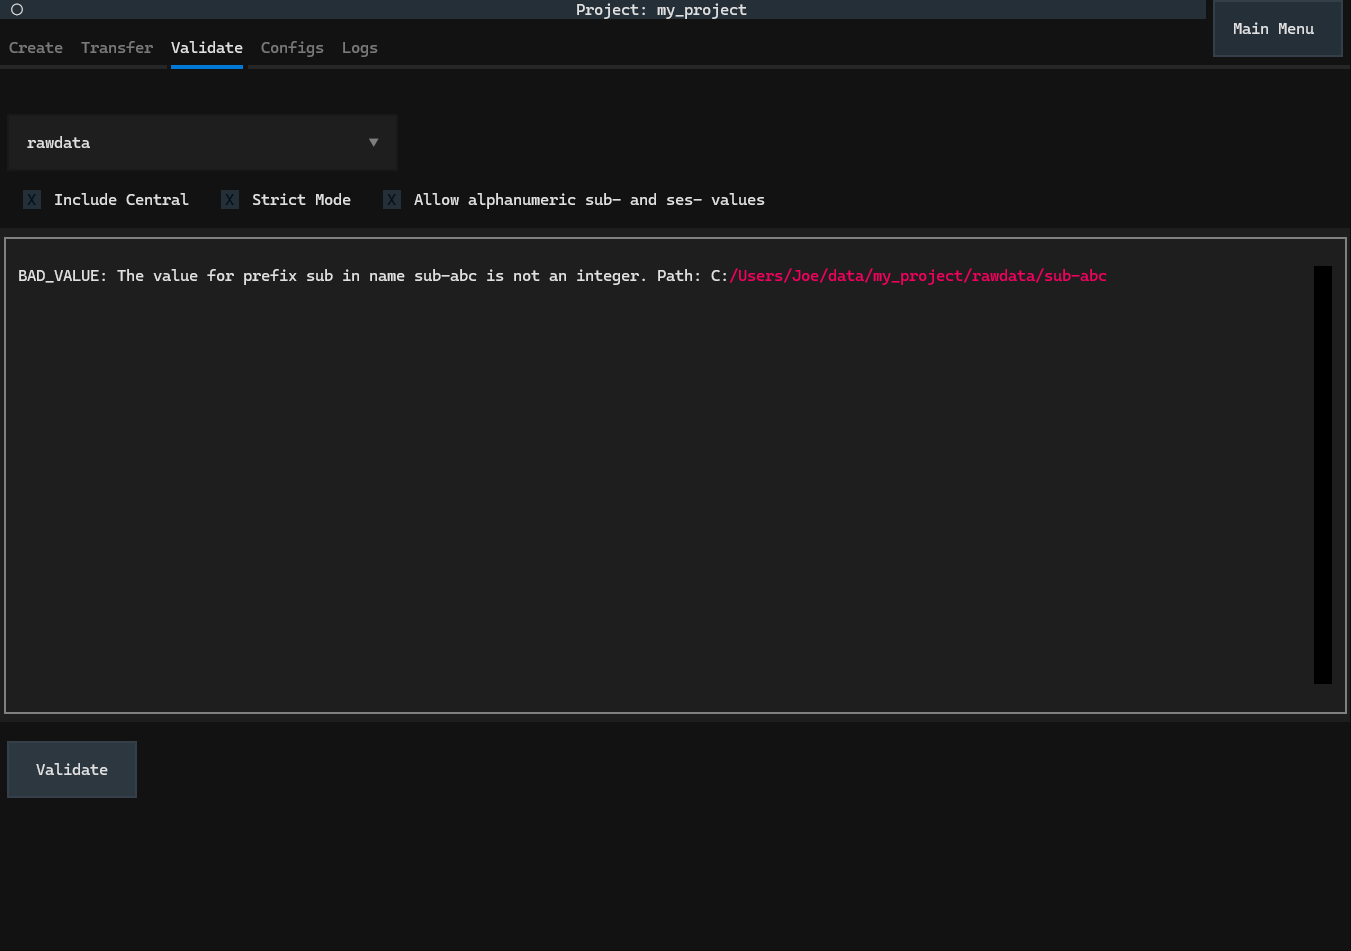 Project: my_project
Main Menu
Create Transfer Validate Configs Logs
rawdata ▼
X Include Central X Strict Mode X Allow alphanumeric sub- and ses- values
BAD_VALUE: The value for prefix sub in name sub-abc is not an integer. Path: C:/Users/Joe/data/my_project/rawdata/sub-abc
Validate